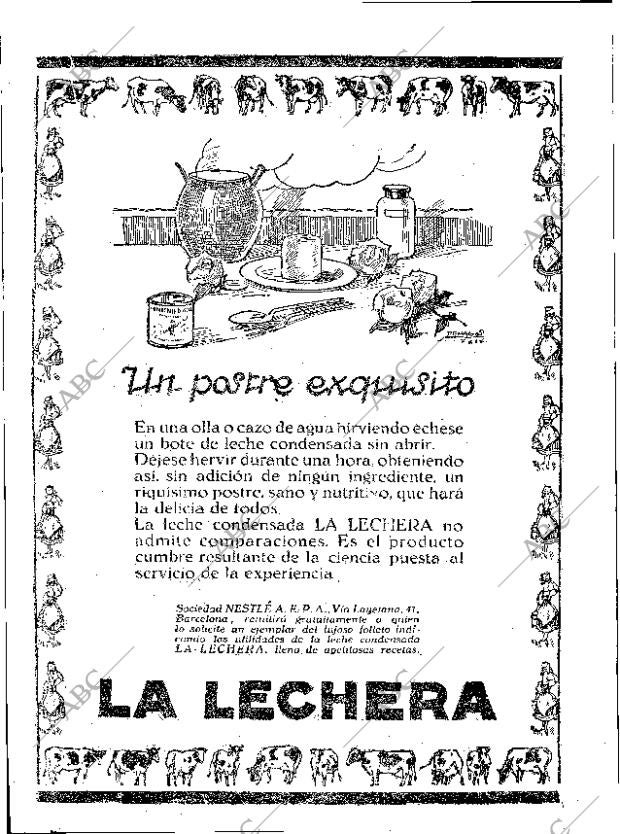 Un postre exquisito
En una olla o cazo de agua hirviendo échese
un bote de leche condensada sin abrir.
Déjese hervir durante una hora, obteniendo
así, sin adición de ningún ingrediente, un
riquísimo postre, sano y nutritivo, que hará
la delicia de todos.
La leche condensada LA LECHERA no
admite comparaciones. Es el producto
cumbre resultante de la ciencia puesta al
servicio de la experiencia.
Sociedad NESTLÉ A. E. P. A., Vía Layetana, 41,
Barcelona, remitirá gratuitamente a quien
lo solicite un ejemplar del lujoso folleto indi-
cando las utilidades de la leche condensada
LA LECHERA, llena de apetitosas recetas.
LA LECHERA